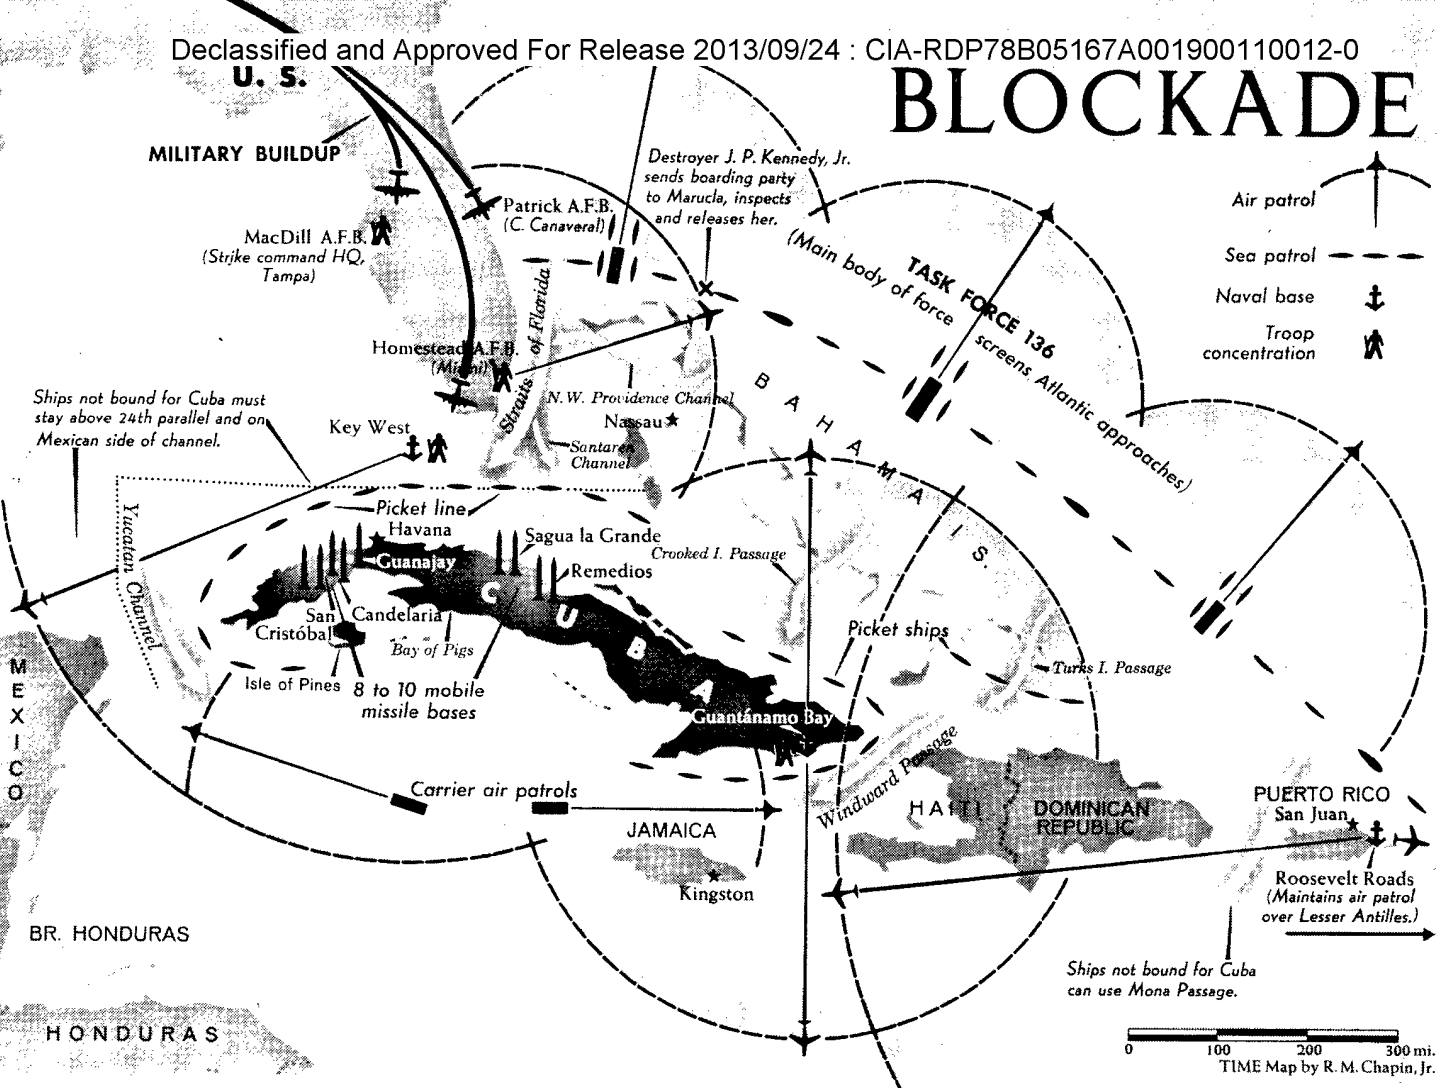 Declassified and Approved For Release 2013/09/24 : CIA-RDP78B05167A001900110012-0
U. S.
BLOCKADE
MILITARY BUILDUP
Destroyer J. P. Kennedy, Jr.
sends boarding party
to Marucla, inspects
and releases her.
Air patrol
Sea patrol
Naval base
Troop
concentration
Patrick A.F.B.
(C. Canaveral)
MacDill A.F.B.
(Strike command HQ,
Tampa)
TASK FORCE 136
(Main body of force screens Atlantic approaches)
Straits of Florida
Homestead A.F.B.
(Miami)
N. W. Providence Channel
Nassau
BAHAMA IS.
Ships not bound for Cuba must
stay above 24th parallel and on
Mexican side of channel.
Key West
Santaren
Channel
Yucatan Channel
Picket line
Havana
Guanajay
Sagua la Grande
Remedios
Crooked I. Passage
CUBA
San
Cristóbal
Candelaria
Bay of Pigs
Isle of Pines
8 to 10 mobile
missile bases
Picket ships
Turks I. Passage
MEXICO
Guantánamo Bay
Windward Passage
Carrier air patrols
JAMAICA
Kingston
HAITI
DOMINICAN
REPUBLIC
PUERTO RICO
San Juan
Roosevelt Roads
(Maintains air patrol
over Lesser Antilles.)
BR. HONDURAS
HONDURAS
Ships not bound for Cuba
can use Mona Passage.
0 100 200 300 mi.
TIME Map by R. M. Chapin, Jr.